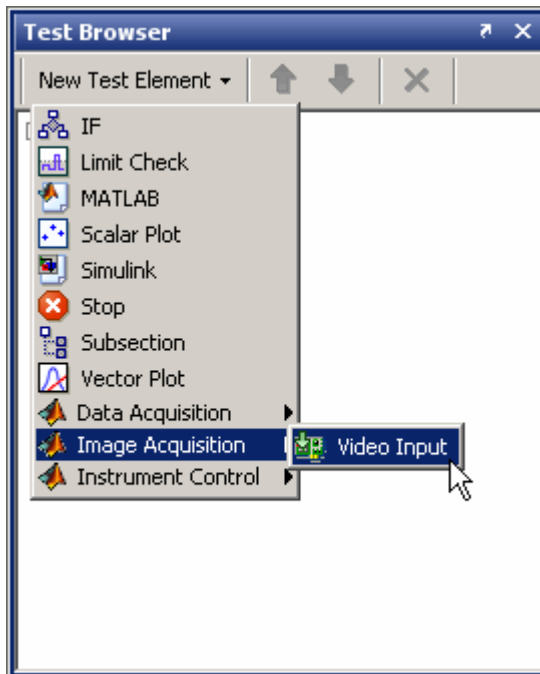 Test Browser
New Test Element
IF
Limit Check
MATLAB
Scalar Plot
Simulink
Stop
Subsection
Vector Plot
Data Acquisition
Image Acquisition
Video Input
Instrument Control